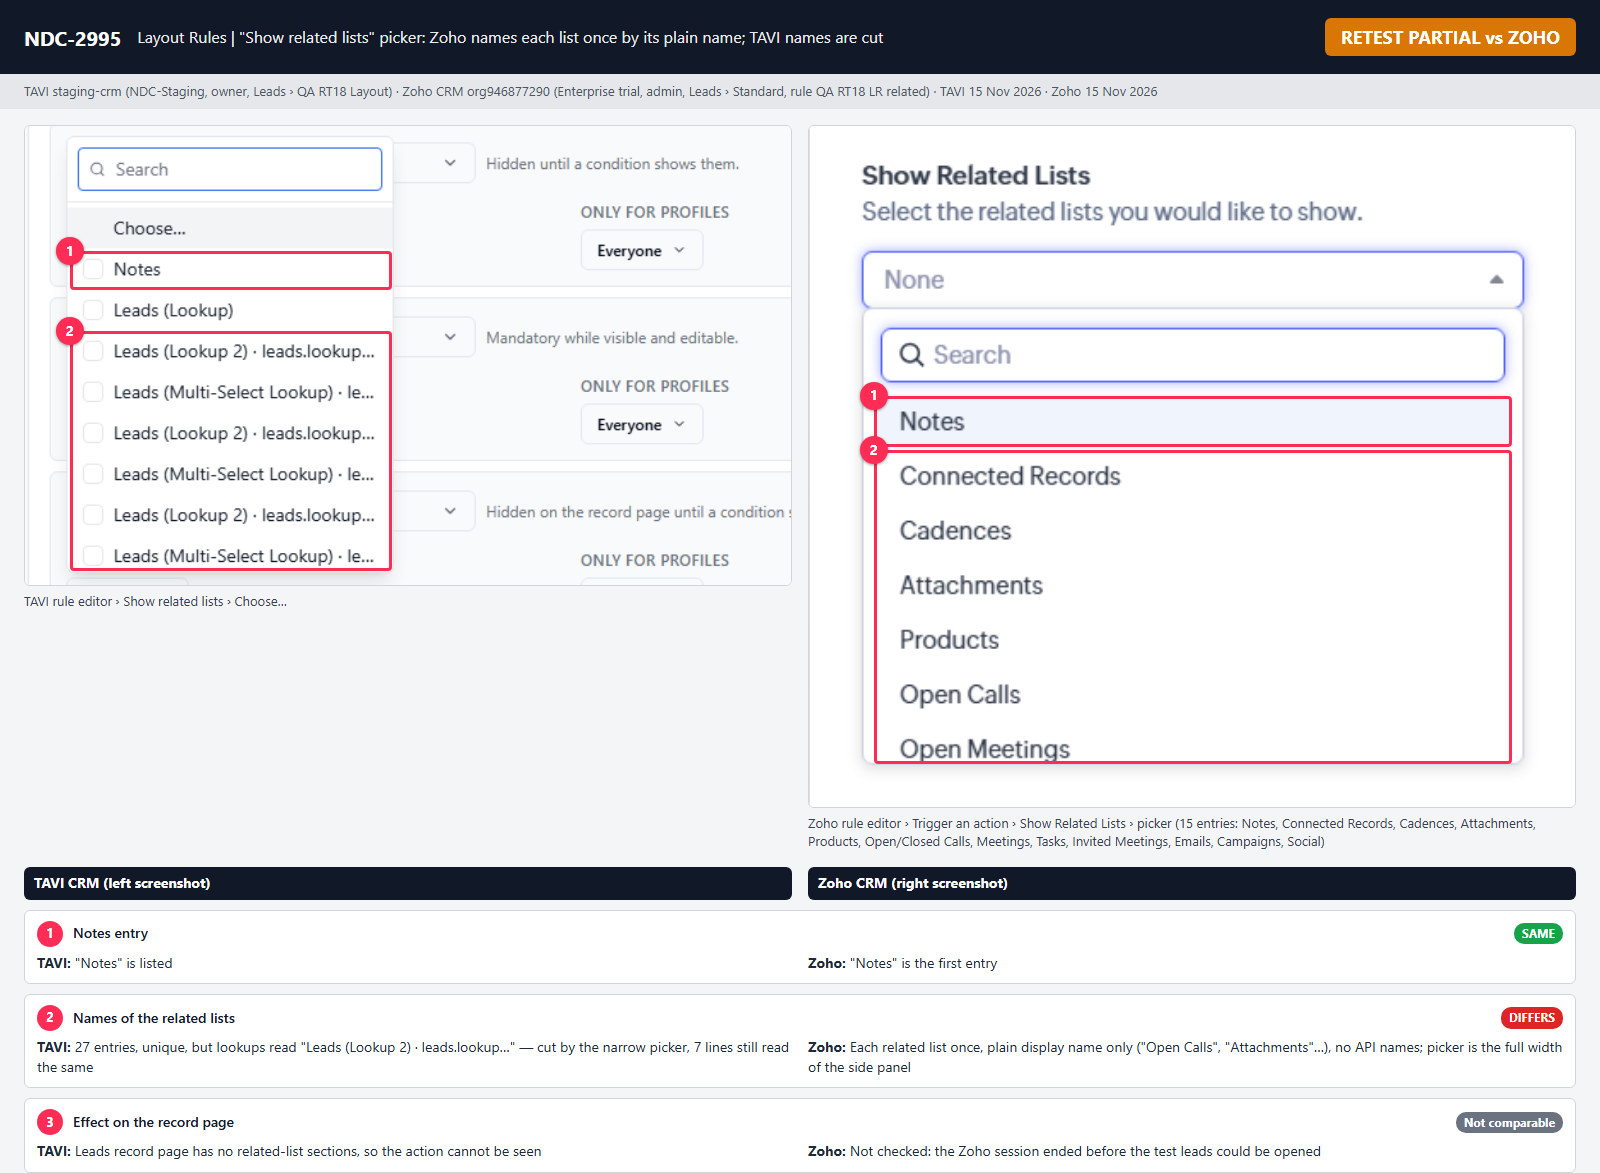 NDC-2995 Layout Rules | "Show related lists" picker: Zoho names each list once by its plain name; TAVI names are cut
RETEST PARTIAL vs ZOHO
TAVI staging-crm (NDC-Staging, owner, Leads › QA RT18 Layout) · Zoho CRM org946877290 (Enterprise trial, admin, Leads › Standard, rule QA RT18 LR related) · TAVI 15 Nov 2026 · Zoho 15 Nov 2026
Search
Choose...
1
Notes
Leads (Lookup)
2
Leads (Lookup 2) · leads.lookup...
Leads (Multi-Select Lookup) · le...
Leads (Lookup 2) · leads.lookup...
Leads (Multi-Select Lookup) · le...
Leads (Lookup 2) · leads.lookup...
Leads (Multi-Select Lookup) · le...
Hidden until a condition shows them.
ONLY FOR PROFILES
Everyone
Mandatory while visible and editable.
ONLY FOR PROFILES
Everyone
Hidden on the record page until a condition s
ONLY FOR PROFILES
TAVI rule editor › Show related lists › Choose...
Show Related Lists
Select the related lists you would like to show.
None
Search
1
Notes
2
Connected Records
Cadences
Attachments
Products
Open Calls
Open Meetings
Zoho rule editor › Trigger an action › Show Related Lists › picker (15 entries: Notes, Connected Records, Cadences, Attachments,
Products, Open/Closed Calls, Meetings, Tasks, Invited Meetings, Emails, Campaigns, Social)
TAVI CRM (left screenshot)
Zoho CRM (right screenshot)
1 Notes entry
SAME
TAVI: "Notes" is listed
Zoho: "Notes" is the first entry
2 Names of the related lists
DIFFERS
TAVI: 27 entries, unique, but lookups read "Leads (Lookup 2) · leads.lookup..." — cut by the narrow picker, 7 lines still read
the same
Zoho: Each related list once, plain display name only ("Open Calls", "Attachments"...), no API names; picker is the full width
of the side panel
3 Effect on the record page
Not comparable
TAVI: Leads record page has no related-list sections, so the action cannot be seen
Zoho: Not checked: the Zoho session ended before the test leads could be opened